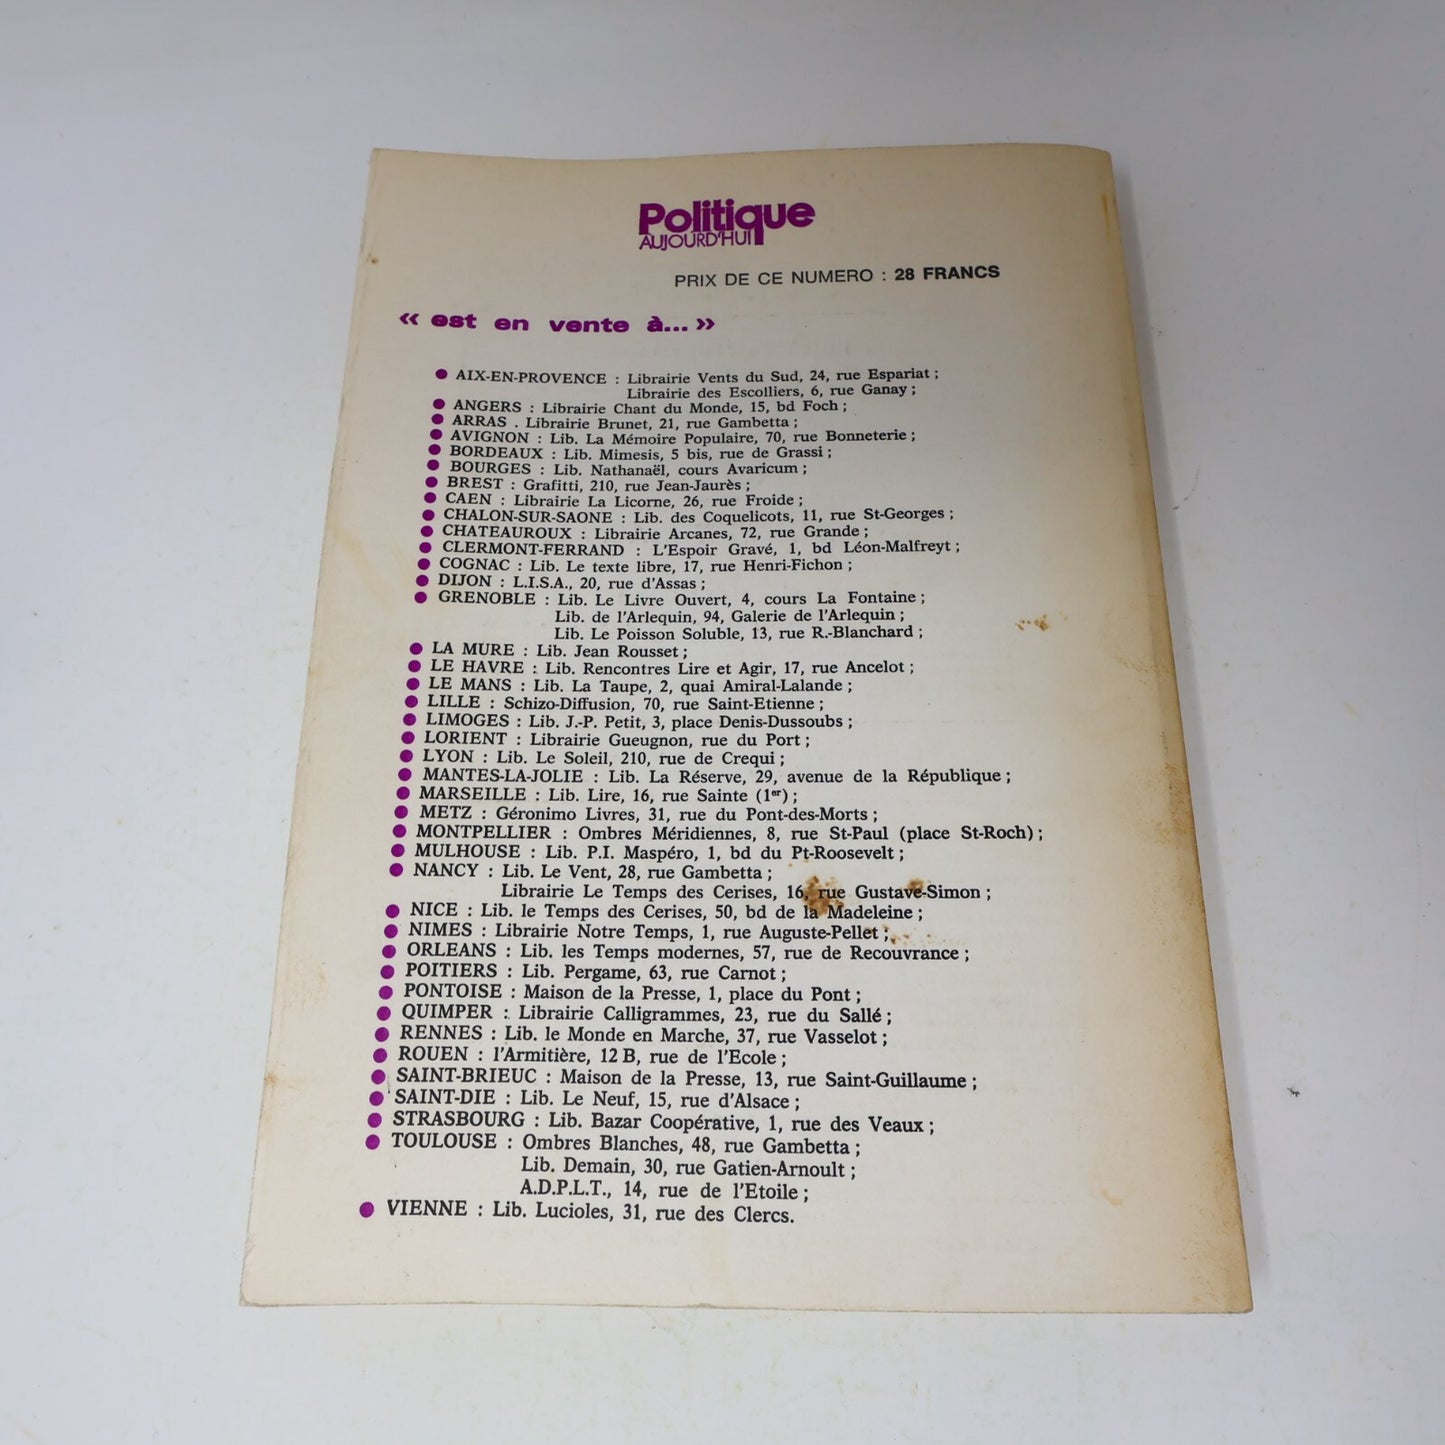 Politique
AUJOURD'HUI
PRIX DE CE NUMERO : 28 FRANCS
« est en vente à... »
● AIX-EN-PROVENCE : Librairie Vents du Sud, 24, rue Espariat ;
Librairie des Escolliers, 6, rue Ganay ;
● ANGERS : Librairie Chant du Monde, 15, bd Foch ;
● ARRAS . Librairie Brunet, 21, rue Gambetta ;
● AVIGNON : Lib. La Mémoire Populaire, 70, rue Bonneterie ;
● BORDEAUX : Lib. Mimesis, 5 bis, rue de Grassi ;
● BOURGES : Lib. Nathanaël, cours Avaricum ;
● BREST : Grafitti, 210, rue Jean-Jaurès ;
● CAEN : Librairie La Licorne, 26, rue Froide ;
● CHALON-SUR-SAONE : Lib. des Coquelicots, 11, rue St-Georges ;
● CHATEAUROUX : Librairie Arcanes, 72, rue Grande ;
● CLERMONT-FERRAND : L'Espoir Gravé, 1, bd Léon-Malfreyt ;
● COGNAC : Lib. Le texte libre, 17, rue Henri-Fichon ;
● DIJON : L.I.S.A., 20, rue d'Assas ;
● GRENOBLE : Lib. Le Livre Ouvert, 4, cours La Fontaine ;
Lib. de l'Arlequin, 94, Galerie de l'Arlequin ;
Lib. Le Poisson Soluble, 13, rue R.-Blanchard ;
● LA MURE : Lib. Jean Rousset ;
● LE HAVRE : Lib. Rencontres Lire et Agir, 17, rue Ancelot ;
● LE MANS : Lib. La Taupe, 2, quai Amiral-Lalande ;
● LILLE : Schizo-Diffusion, 70, rue Saint-Etienne ;
● LIMOGES : Lib. J.-P. Petit, 3, place Denis-Dussoubs ;
● LORIENT : Librairie Gueugnon, rue du Port ;
● LYON : Lib. Le Soleil, 210, rue de Crequi ;
● MANTES-LA-JOLIE : Lib. La Réserve, 29, avenue de la République ;
● MARSEILLE : Lib. Lire, 16, rue Sainte (1er) ;
● METZ : Géronimo Livres, 31, rue du Pont-des-Morts ;
● MONTPELLIER : Ombres Méridiennes, 8, rue St-Paul (place St-Roch) ;
● MULHOUSE : Lib. P.I. Maspéro, 1, bd du Pt-Roosevelt ;
● NANCY : Lib. Le Vent, 28, rue Gambetta ;
Librairie Le Temps des Cerises, 16, rue Gustave-Simon ;
● NICE : Lib. le Temps des Cerises, 50, bd de la Madeleine ;
● NIMES : Librairie Notre Temps, 1, rue Auguste-Pellet ;
● ORLEANS : Lib. les Temps modernes, 57, rue de Recouvrance ;
● POITIERS : Lib. Pergame, 63, rue Carnot ;
● PONTOISE : Maison de la Presse, 1, place du Pont ;
● QUIMPER : Librairie Calligrammes, 23, rue du Sallé ;
● RENNES : Lib. le Monde en Marche, 37, rue Vasselot ;
● ROUEN : l'Armitière, 12 B, rue de l'Ecole ;
● SAINT-BRIEUC : Maison de la Presse, 13, rue Saint-Guillaume ;
● SAINT-DIE : Lib. Le Neuf, 15, rue d'Alsace ;
● STRASBOURG : Lib. Bazar Coopérative, 1, rue des Veaux ;
● TOULOUSE : Ombres Blanches, 48, rue Gambetta ;
Lib. Demain, 30, rue Gatien-Arnoult ;
A.D.P.L.T., 14, rue de l'Etoile ;
● VIENNE : Lib. Lucioles, 31, rue des Clercs.